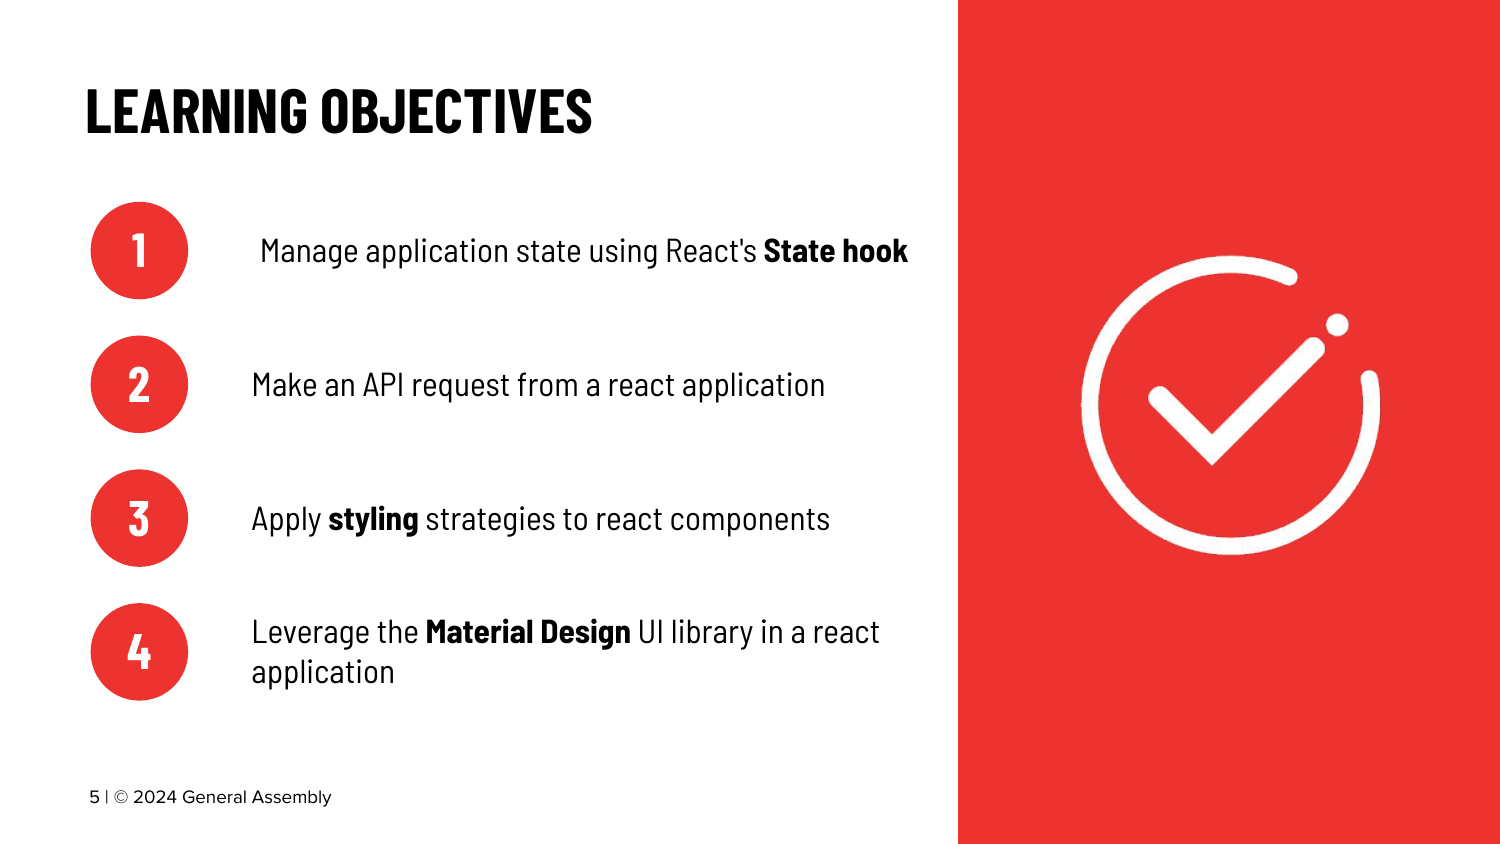 LEARNING OBJECTIVES
1
Manage application state using React's State hook
2
Make an API request from a react application
3
Apply styling strategies to react components
4
Leverage the Material Design UI library in a react
application
5 | © 2024 General Assembly